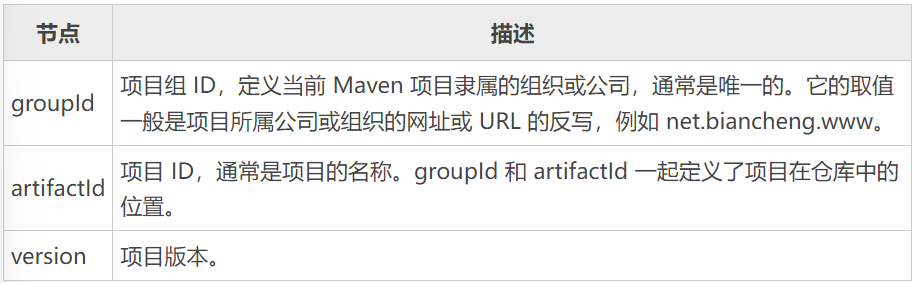 节点 描述
groupId 项目组 ID，定义当前 Maven 项目隶属的组织或公司，通常是唯一的。它的取值
一般是项目所属公司或组织的网址或 URL 的反写，例如 net.biancheng.www。
artifactId 项目 ID，通常是项目的名称。groupId 和 artifactId 一起定义了项目在仓库中的
位置。
version 项目版本。